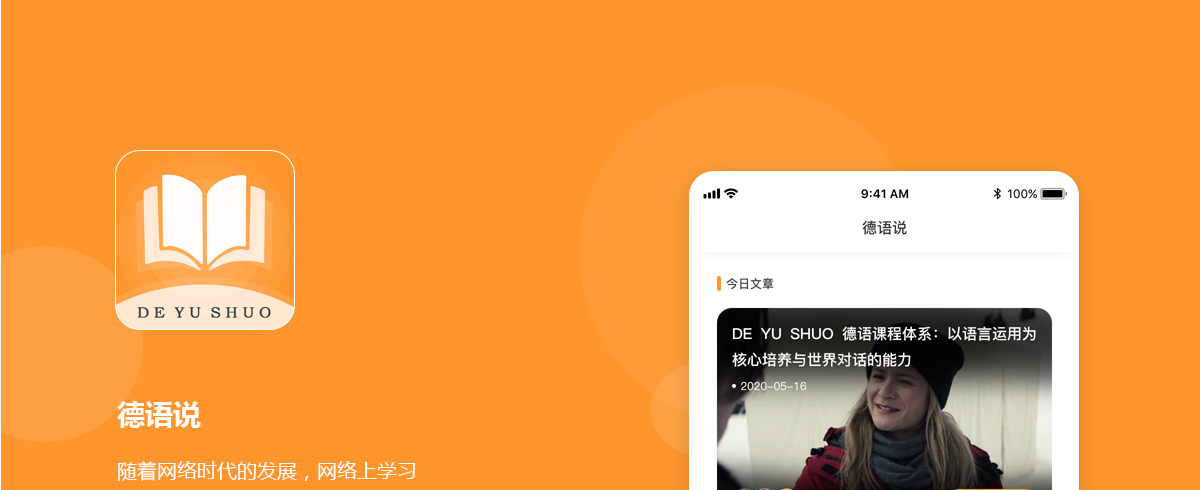 DE YU SHUO
德语说
随着网络时代的发展，网络上学习
9:41 AM
100%
德语说
今日文章
DE YU SHUO 德语课程体系：以语言运用为
核心培养与世界对话的能力
2020-05-16